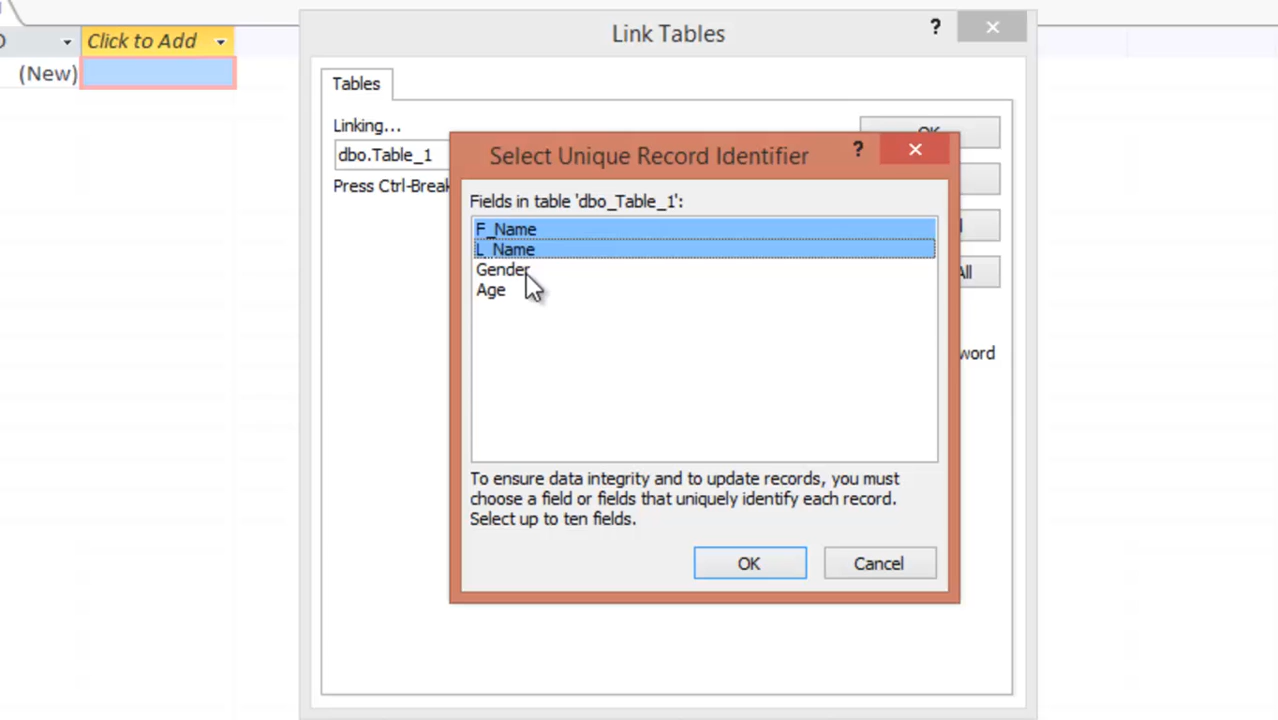 Link Tables
?
Click to Add
(New)
Tables
Linking...
dbo.Table_1
Press Ctrl-Break
Select Unique Record Identifier
?
Fields in table 'dbo_Table_1':
F_Name
L_Name
Gender
Age
To ensure data integrity and to update records, you must
choose a field or fields that uniquely identify each record.
Select up to ten fields.
OK
Cancel
OK
All
word